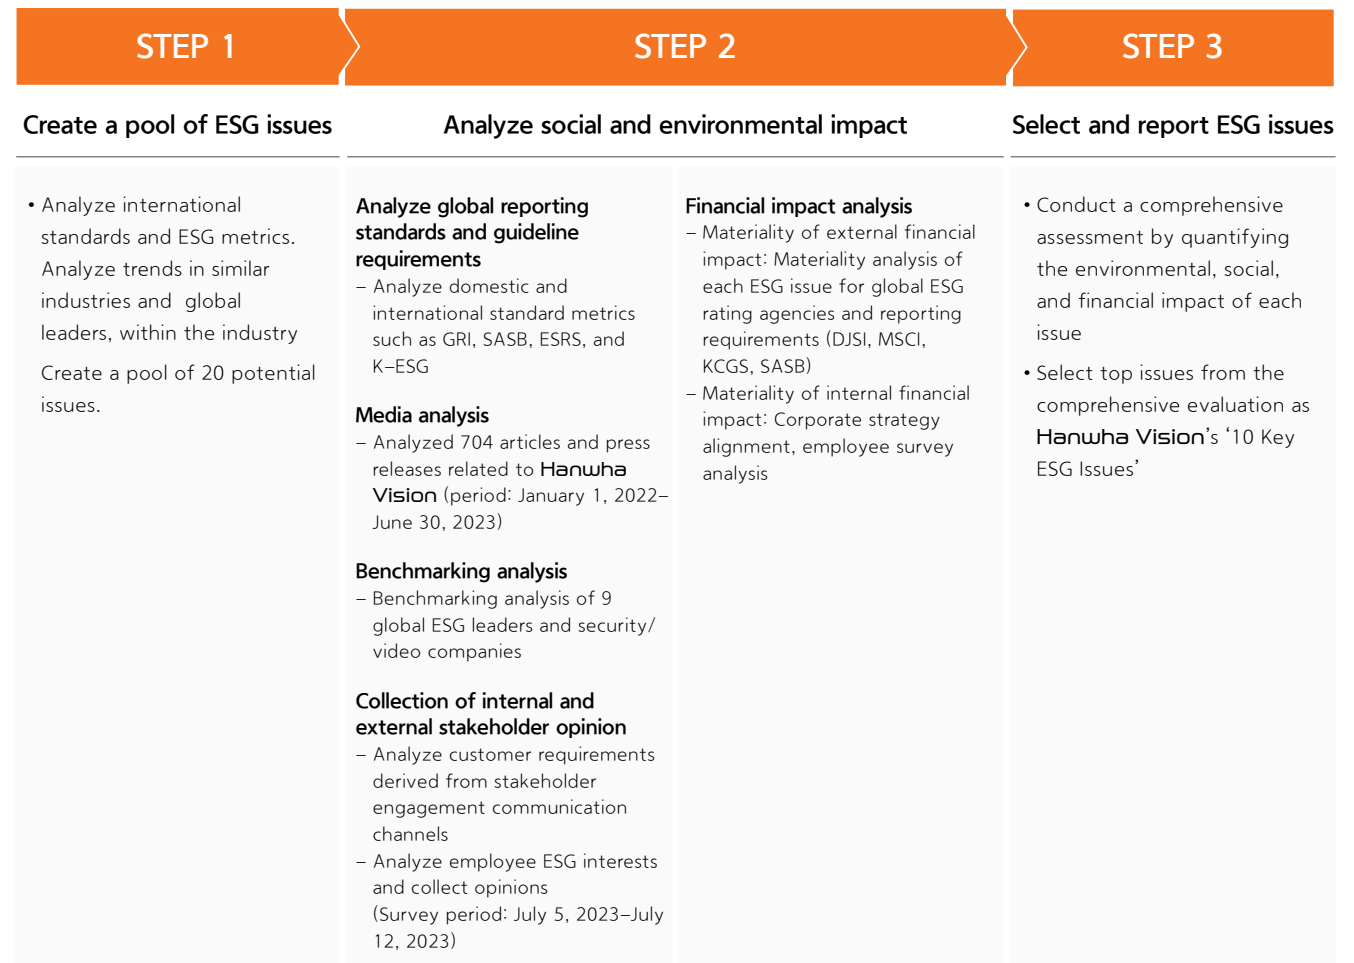 STEP 1
STEP 2
STEP 3
Create a pool of ESG issues
Analyze social and environmental impact
Select and report ESG issues
• Analyze international
standards and ESG metrics.
Analyze trends in similar
industries and global
leaders, within the industry
Create a pool of 20 potential
issues.
Analyze global reporting
standards and guideline
requirements
– Analyze domestic and
international standard metrics
such as GRI, SASB, ESRS, and
K–ESG
Media analysis
– Analyzed 704 articles and press
releases related to Hanwha
Vision (period: January 1, 2022–
June 30, 2023)
Benchmarking analysis
– Benchmarking analysis of 9
global ESG leaders and security/
video companies
Collection of internal and
external stakeholder opinion
– Analyze customer requirements
derived from stakeholder
engagement communication
channels
– Analyze employee ESG interests
and collect opinions
(Survey period: July 5, 2023–July
12, 2023)
Financial impact analysis
– Materiality of external financial
impact: Materiality analysis of
each ESG issue for global ESG
rating agencies and reporting
requirements (DJSI, MSCI,
KCGS, SASB)
– Materiality of internal financial
impact: Corporate strategy
alignment, employee survey
analysis
• Conduct a comprehensive
assessment by quantifying
the environmental, social,
and financial impact of each
issue
• Select top issues from the
comprehensive evaluation as
Hanwha Vision’s ‘10 Key
ESG Issues’